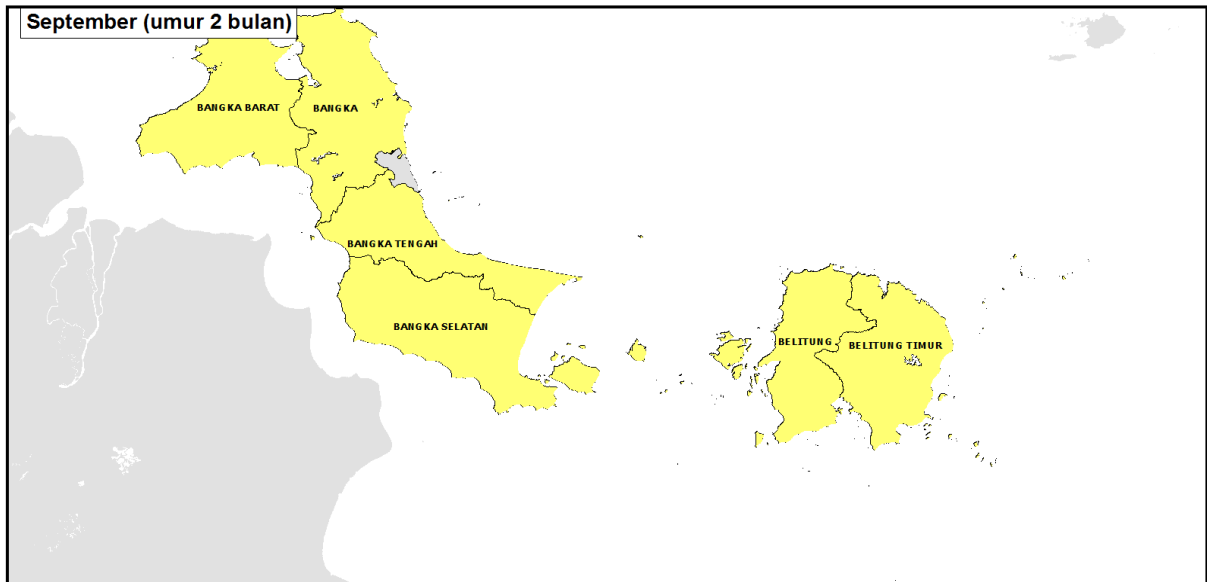 September (umur 2 bulan)
BANGKA BARAT
BANGKA
BANGKA TENGAH
BANGKA SELATAN
BELITUNG
BELITUNG TIMUR